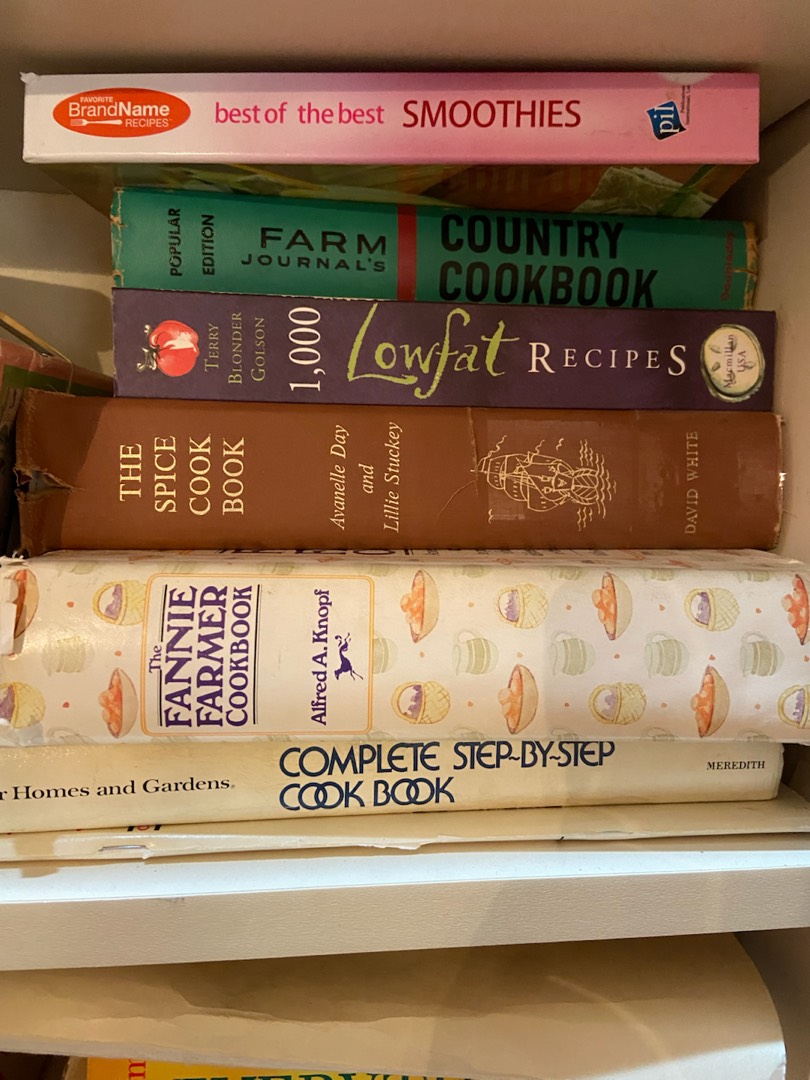 FAVORITE
BrandName
RECIPES
best of the best SMOOTHIES
pil
POPULAR
EDITION
FARM
JOURNAL'S
COUNTRY
COOKBOOK
TERRY
BLONDER
GOLSON
1,000
Lowfat RECIPES
Macmillan
USA
THE
SPICE
COOK
BOOK
Avanelle Day
and
Lillie Stuckey
DAVID WHITE
The
FANNIE
FARMER
COOKBOOK
Alfred A. Knopf
r Homes and Gardens®
COMPLETE STEP-BY-STEP
COOK BOOK
MEREDITH